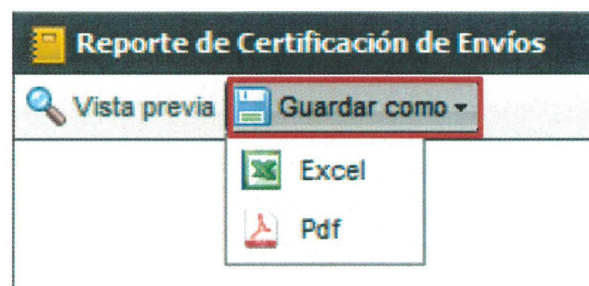 Reporte de Certificación de Envíos
Vista previa Guardar como
Excel
Pdf